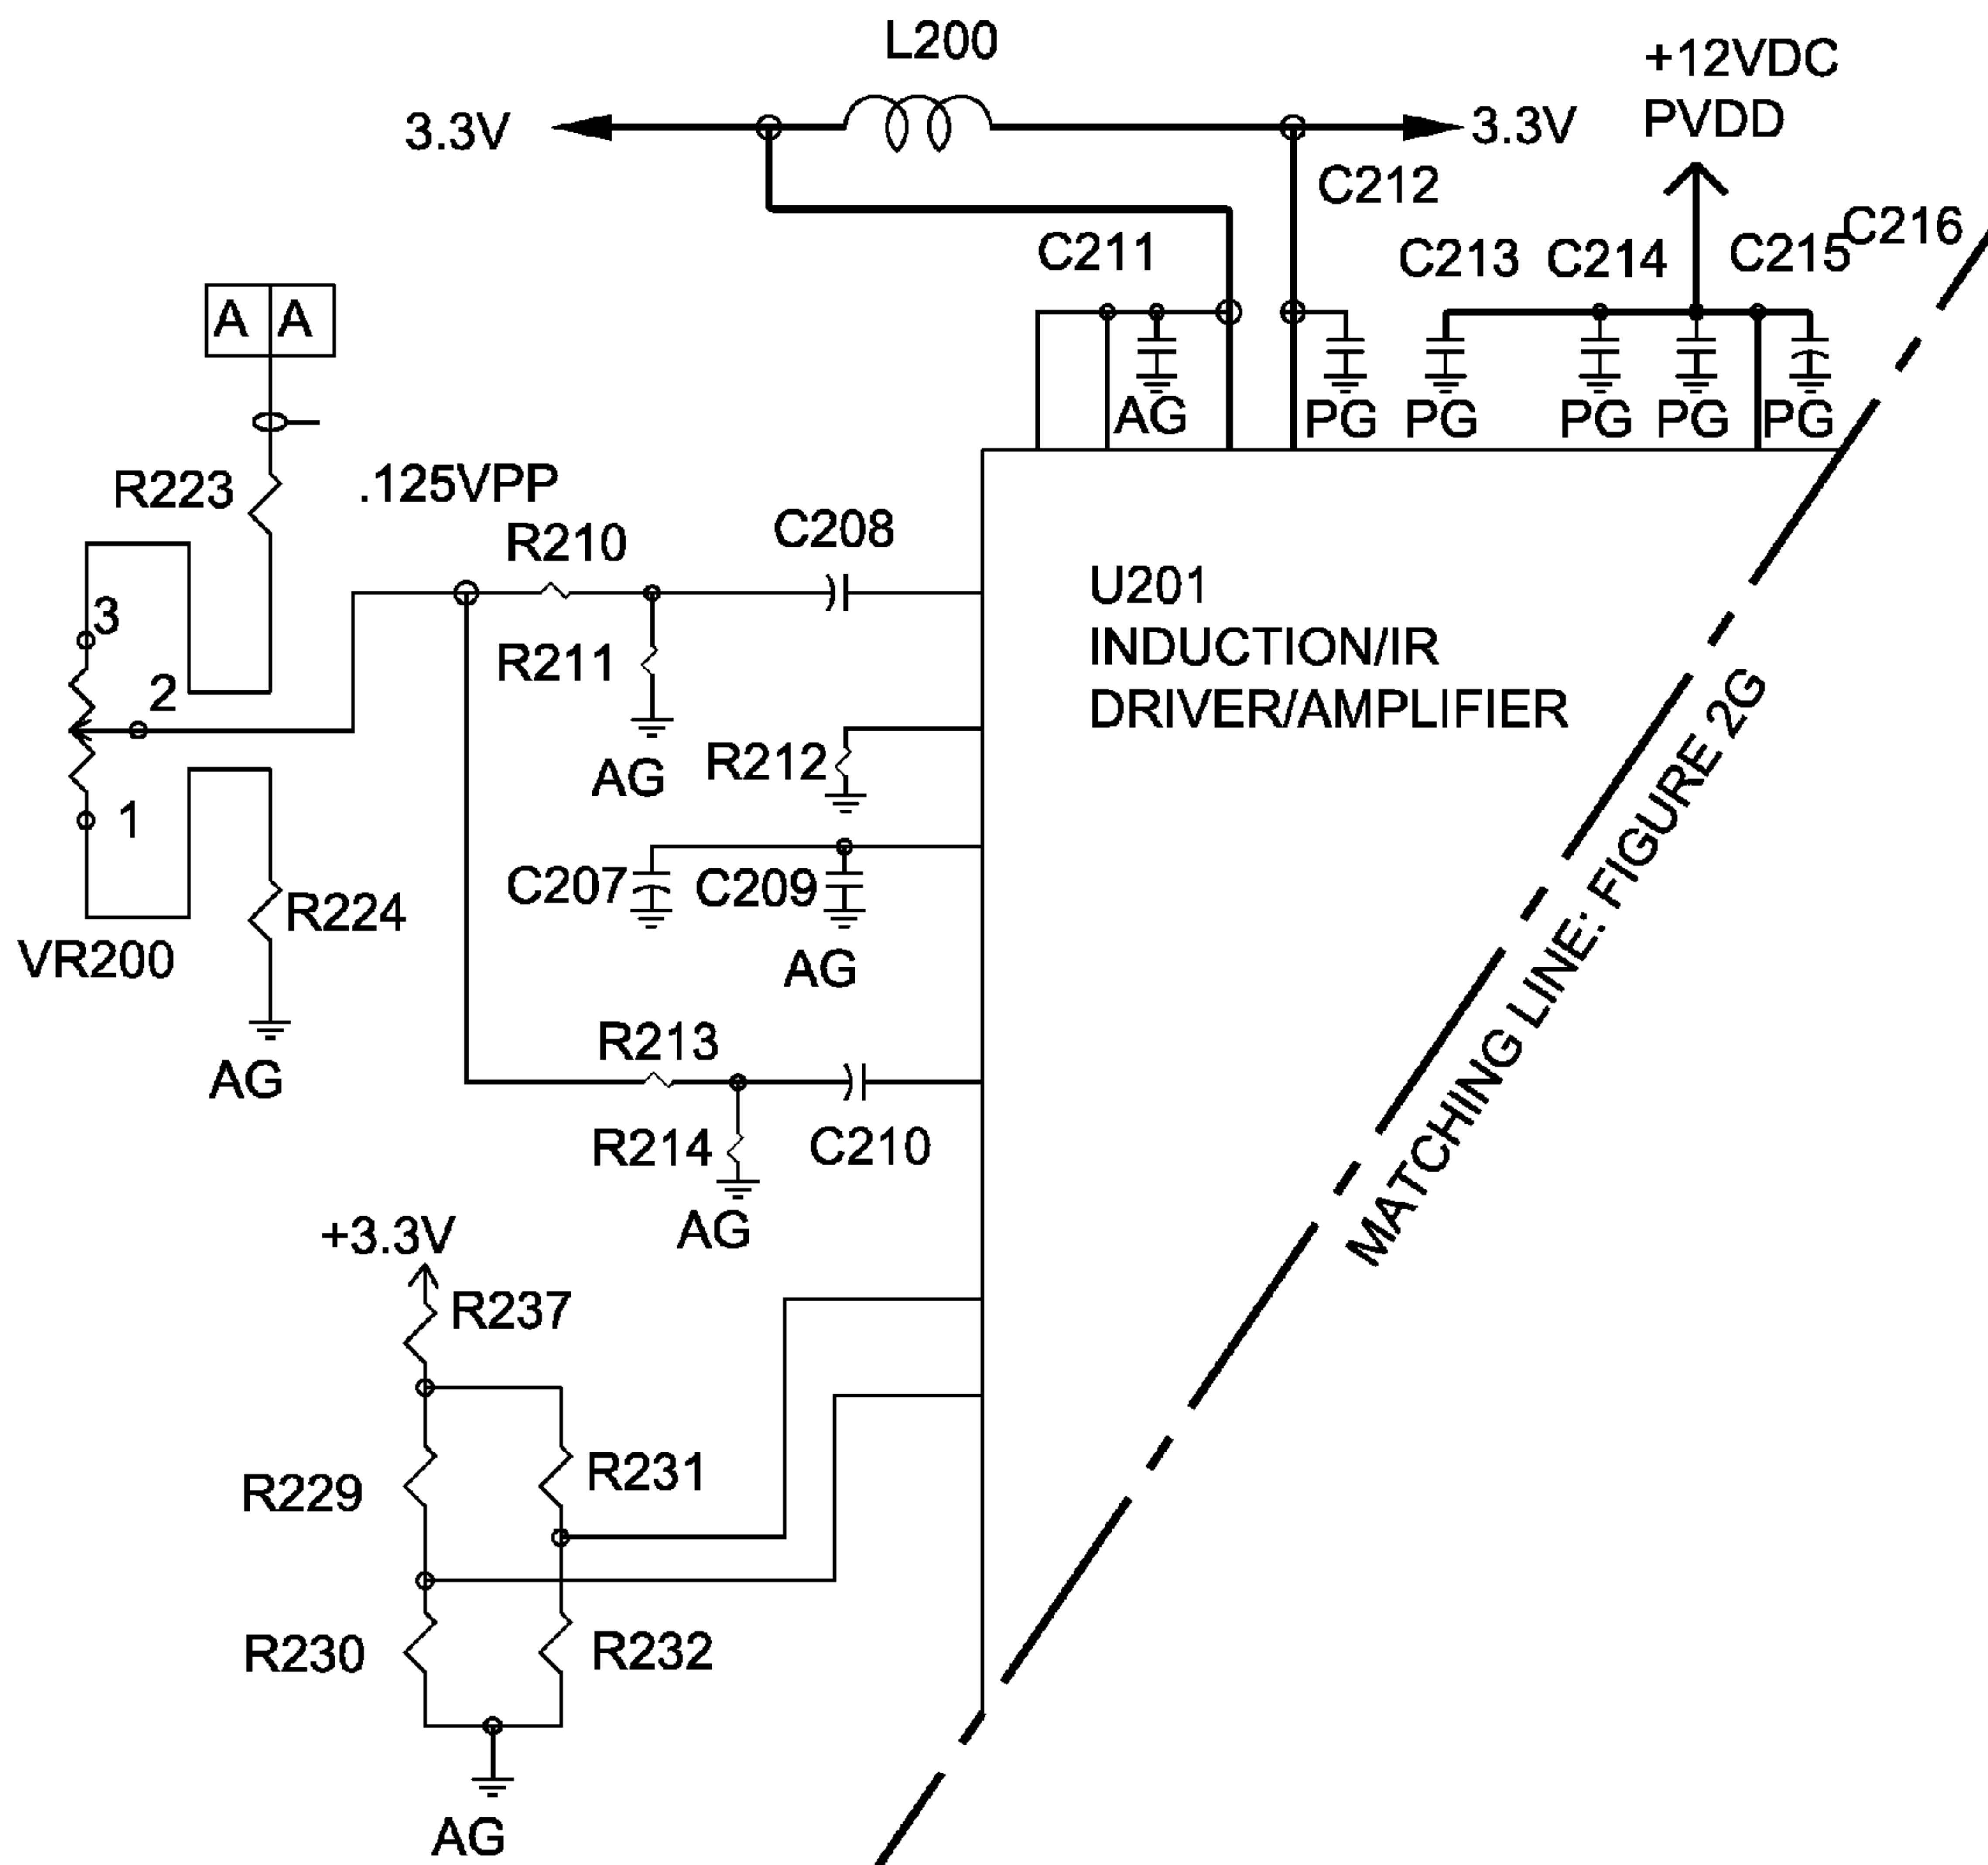 L200
+12VDC
PVDD
3.3V
3.3V
C212
C216
C211
C213
C214
C215
A A
AG
PG
PG
PG
PG
PG
R223
.125VPP
R210
C208
U201
INDUCTION/IR
DRIVER/AMPLIFIER
3
R211
2
AG
R212
1
C207
C209
R224
VR200
AG
R213
AG
R214
C210
AG
MATCHING LINE: FIGURE 2G
+3.3V
R237
R231
R229
R230
R232
AG